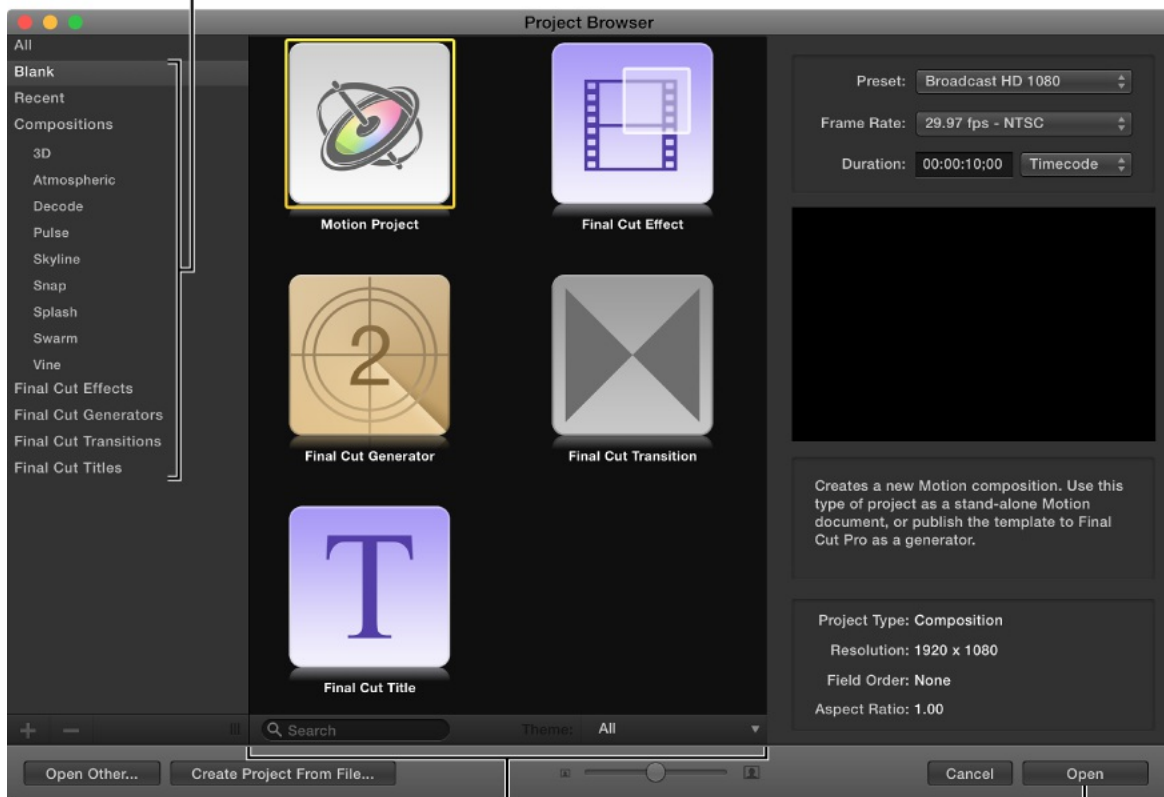 Project Browser
All
Blank
Recent
Compositions
3D
Atmospheric
Decode
Pulse
Skyline
Snap
Splash
Swarm
Vine
Final Cut Effects
Final Cut Generators
Final Cut Transitions
Final Cut Titles
Motion Project
Final Cut Effect
2
Final Cut Generator
Final Cut Transition
T
Final Cut Title
Search
Theme: All
Preset: Broadcast HD 1080
Frame Rate: 29.97 fps - NTSC
Duration: 00:00:10;00 Timecode
Creates a new Motion composition. Use this
type of project as a stand-alone Motion
document, or publish the template to Final
Cut Pro as a generator.
Project Type: Composition
Resolution: 1920 x 1080
Field Order: None
Aspect Ratio: 1.00
Open Other... Create Project From File... Cancel Open